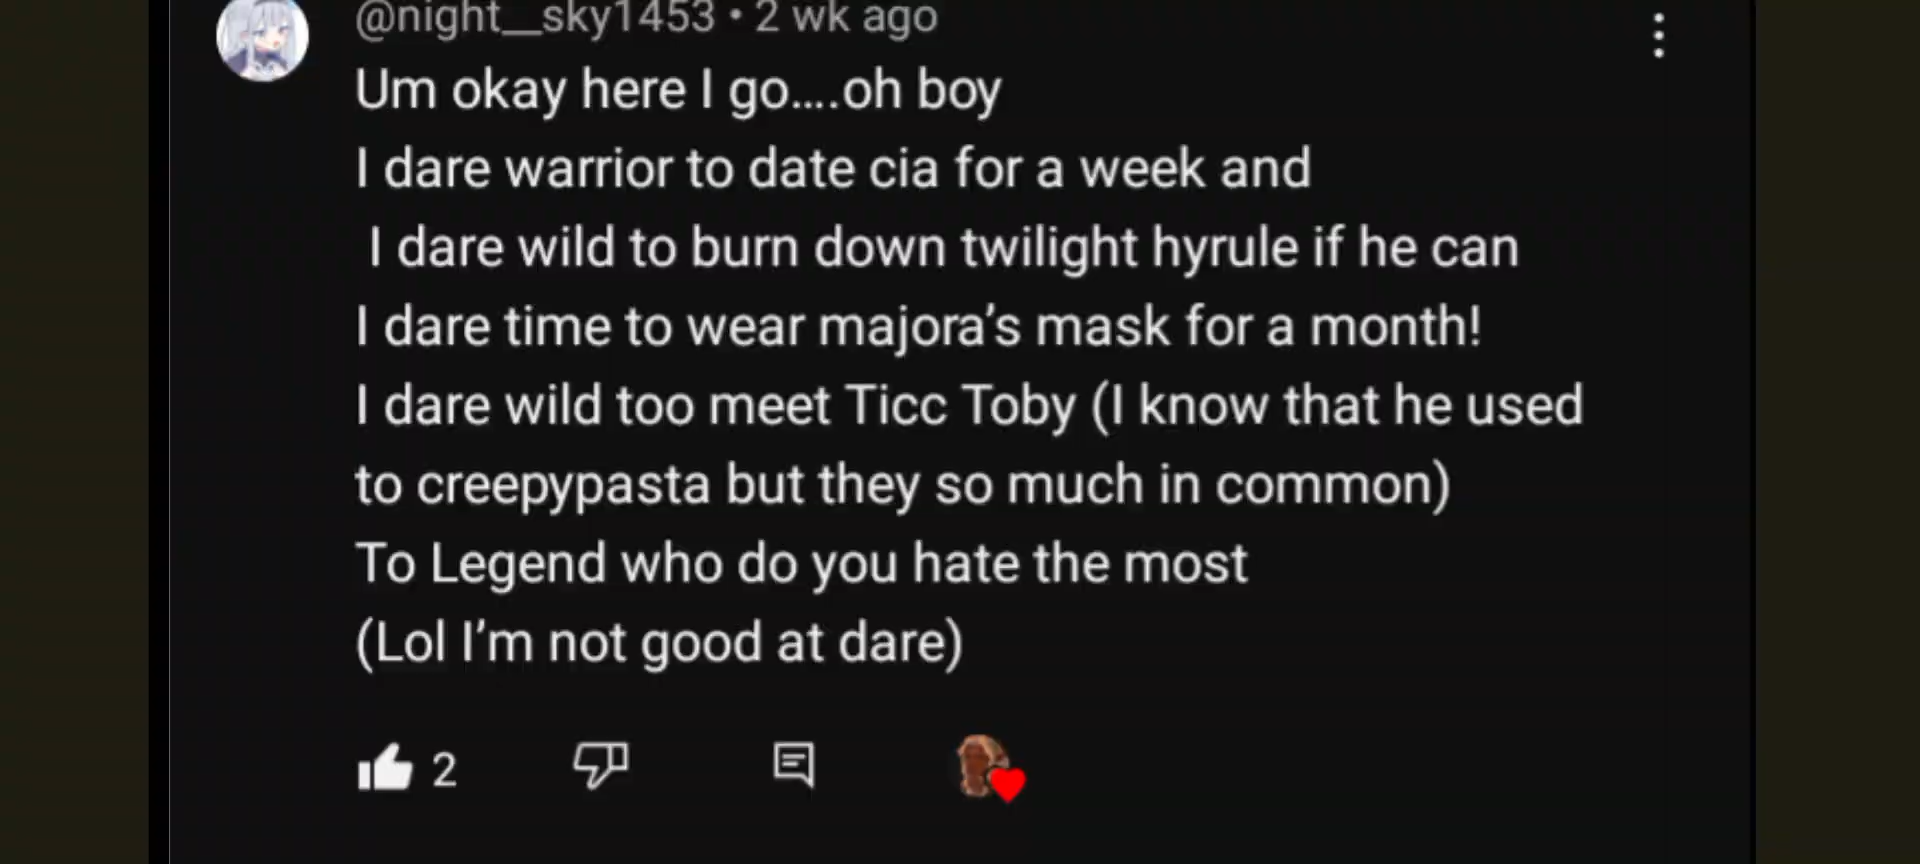 @night__sky1453 • 2 wk ago
Um okay here I go....oh boy
I dare warrior to date cia for a week and
I dare wild to burn down twilight hyrule if he can
I dare time to wear majora’s mask for a month!
I dare wild too meet Ticc Toby (I know that he used
to creepypasta but they so much in common)
To Legend who do you hate the most
(Lol I’m not good at dare)
2